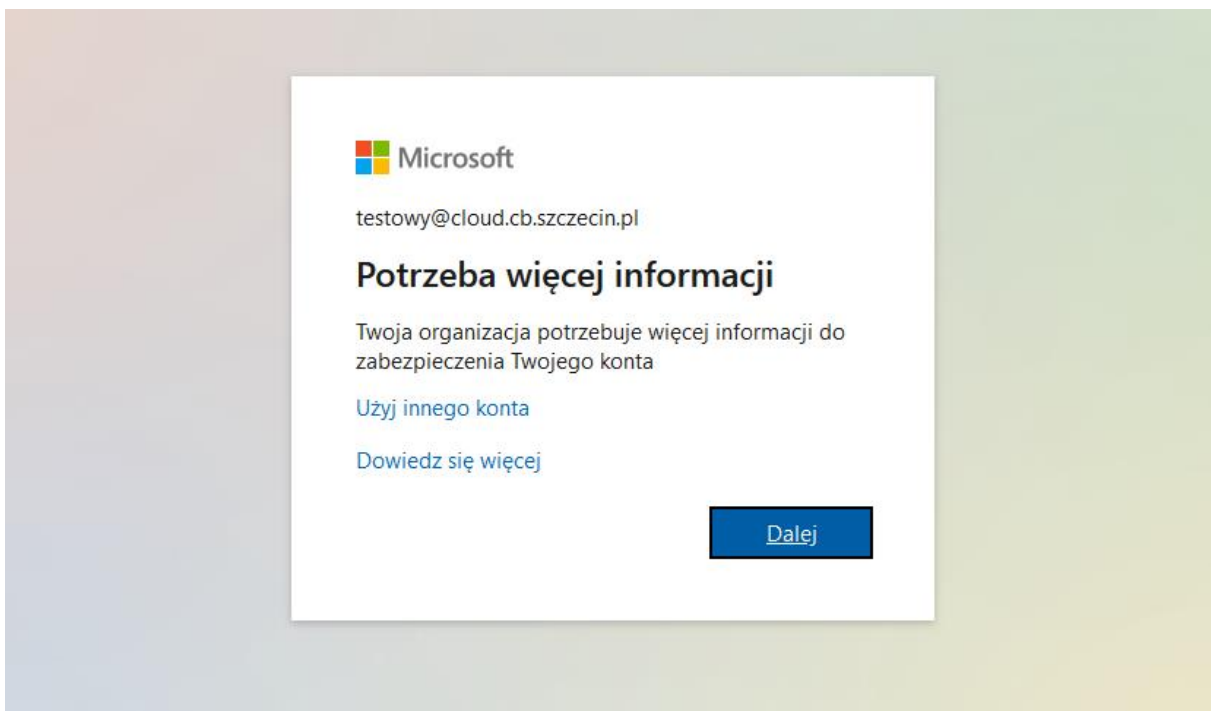 Microsoft
testowy@cloud.cb.szczecin.pl
Potrzeba więcej informacji
Twoja organizacja potrzebuje więcej informacji do
zabezpieczenia Twojego konta
Użyj innego konta
Dowiedz się więcej
Dalej